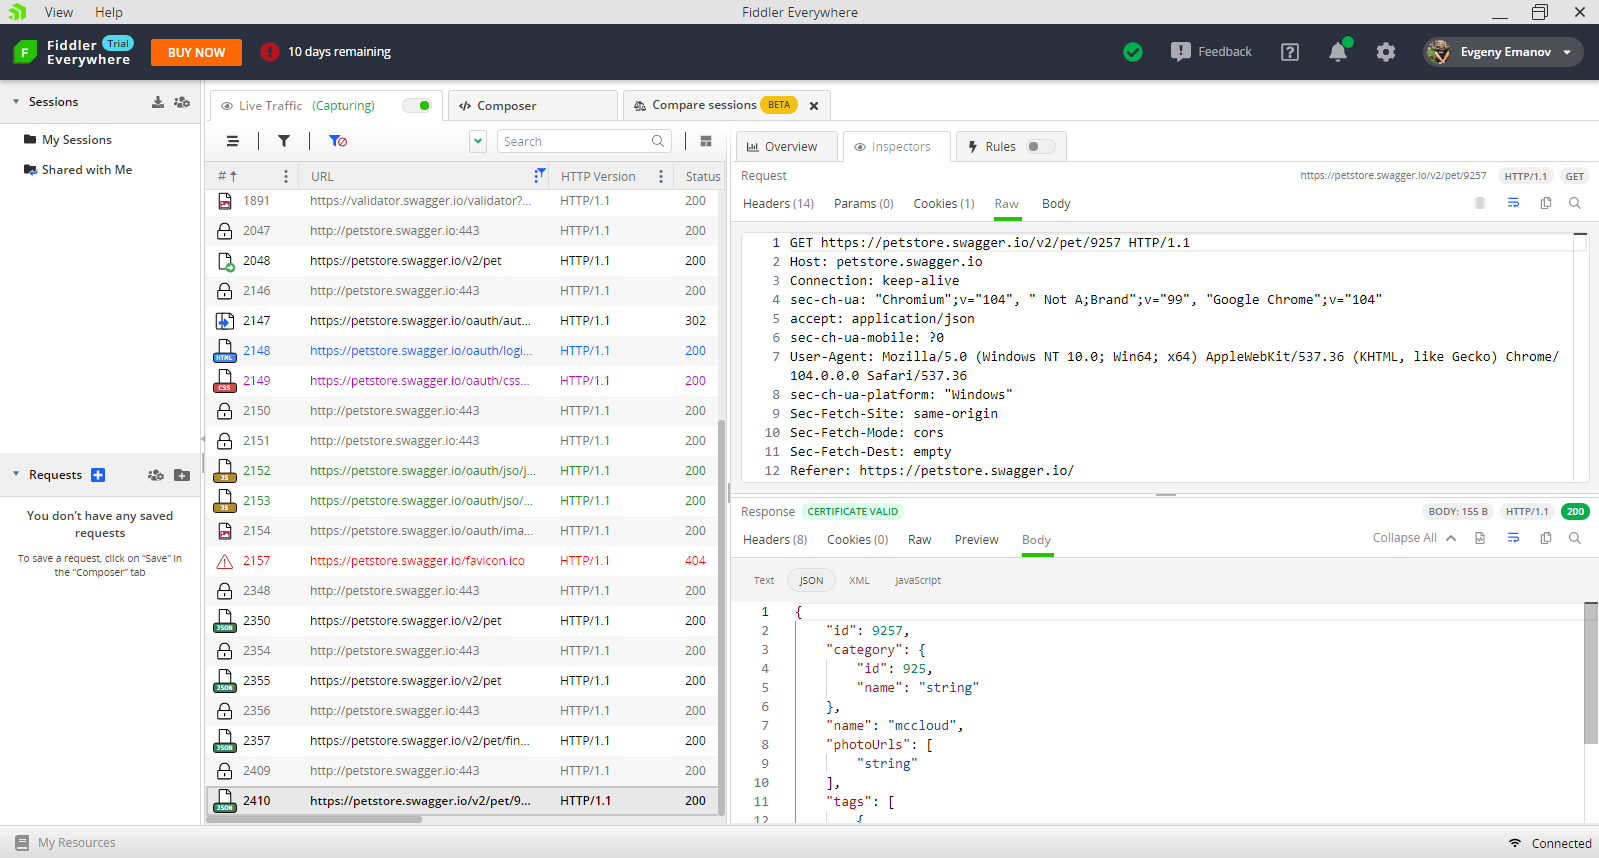 View Help Fiddler Everywhere
F Fiddler Everywhere Trial BUY NOW 10 days remaining Feedback Evgeny Emanov
Sessions
My Sessions
Shared with Me
Requests
You don't have any saved
requests
To save a request, click on "Save" in
the "Composer" tab
Live Traffic (Capturing) Composer Compare sessions BETA
Search
# URL HTTP Version Status
1891 https://validator.swagger.io/validator?... HTTP/1.1 200
2047 http://petstore.swagger.io:443 HTTP/1.1 200
2048 https://petstore.swagger.io/v2/pet HTTP/1.1 200
2146 http://petstore.swagger.io:443 HTTP/1.1 200
2147 https://petstore.swagger.io/oauth/aut... HTTP/1.1 302
HTML 2148 https://petstore.swagger.io/oauth/logi... HTTP/1.1 200
CSS 2149 https://petstore.swagger.io/oauth/css... HTTP/1.1 200
2150 http://petstore.swagger.io:443 HTTP/1.1 200
2151 http://petstore.swagger.io:443 HTTP/1.1 200
JS 2152 https://petstore.swagger.io/oauth/jso/j... HTTP/1.1 200
JS 2153 https://petstore.swagger.io/oauth/jso/... HTTP/1.1 200
2154 https://petstore.swagger.io/oauth/ima... HTTP/1.1 200
2157 https://petstore.swagger.io/favicon.ico HTTP/1.1 404
2348 http://petstore.swagger.io:443 HTTP/1.1 200
JSON 2350 https://petstore.swagger.io/v2/pet HTTP/1.1 200
2354 http://petstore.swagger.io:443 HTTP/1.1 200
JSON 2355 https://petstore.swagger.io/v2/pet HTTP/1.1 200
2356 http://petstore.swagger.io:443 HTTP/1.1 200
JSON 2357 https://petstore.swagger.io/v2/pet/fin... HTTP/1.1 200
2409 http://petstore.swagger.io:443 HTTP/1.1 200
JSON 2410 https://petstore.swagger.io/v2/pet/9... HTTP/1.1 200
Overview Inspectors Rules
Request https://petstore.swagger.io/v2/pet/9257 HTTP/1.1 GET
Headers (14) Params (0) Cookies (1) Raw Body
1 GET https://petstore.swagger.io/v2/pet/9257 HTTP/1.1
2 Host: petstore.swagger.io
3 Connection: keep-alive
4 sec-ch-ua: "Chromium";v="104", " Not A;Brand";v="99", "Google Chrome";v="104"
5 accept: application/json
6 sec-ch-ua-mobile: ?0
7 User-Agent: Mozilla/5.0 (Windows NT 10.0; Win64; x64) AppleWebKit/537.36 (KHTML, like Gecko) Chrome/
104.0.0.0 Safari/537.36
8 sec-ch-ua-platform: "Windows"
9 Sec-Fetch-Site: same-origin
10 Sec-Fetch-Mode: cors
11 Sec-Fetch-Dest: empty
12 Referer: https://petstore.swagger.io/
Response CERTIFICATE VALID BODY: 155 B HTTP/1.1 200
Headers (8) Cookies (0) Raw Preview Body Collapse All
Text JSON XML JavaScript
1 {
2 "id": 9257,
3 "category": {
4 "id": 925,
5 "name": "string"
6 },
7 "name": "mccloud",
8 "photoUrls": [
9 "string"
10 ],
11 "tags": [
12 {
My Resources Connected